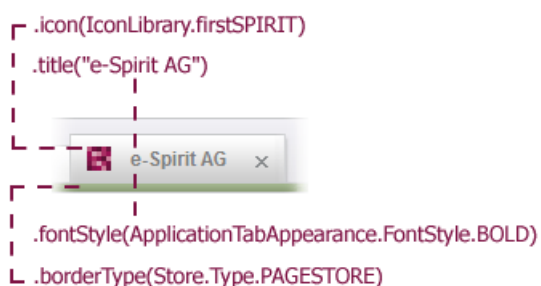 .icon(IconLibrary.firstSPIRIT)
.title("e-Spirit AG")
e-Spirit AG ×
.fontStyle(ApplicationTabAppearance.FontStyle.BOLD)
.borderType(Store.Type.PAGESTORE)